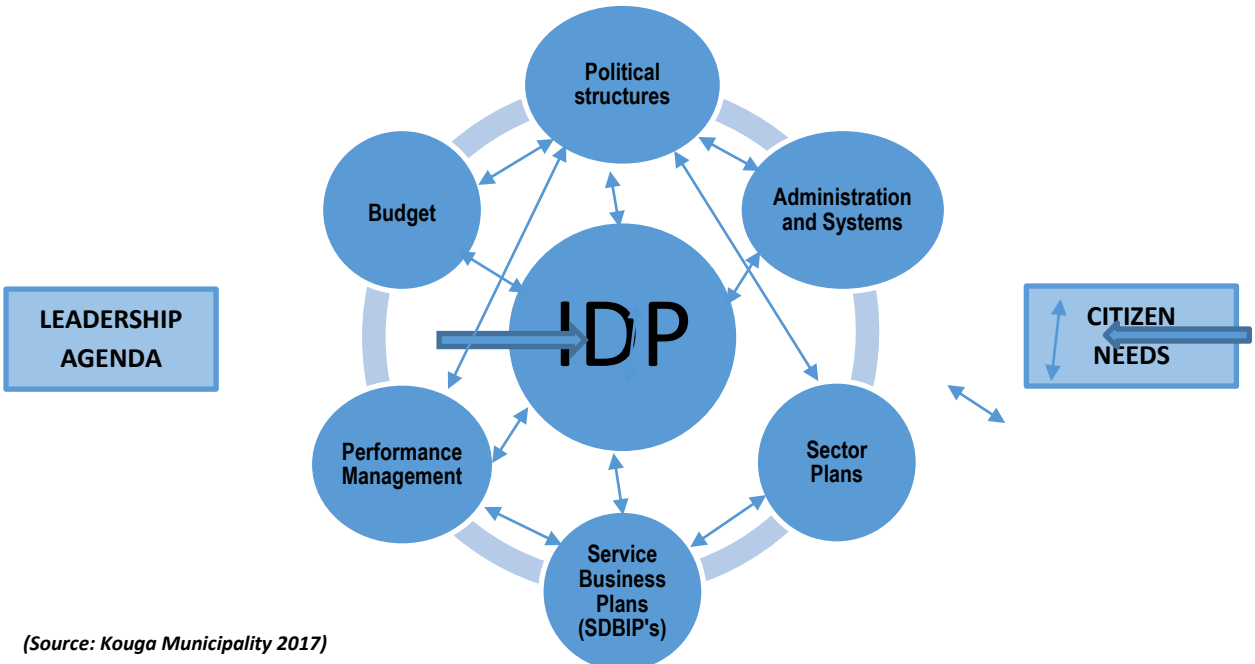 Political
structures
Budget
Administration
and Systems
LEADERSHIP
AGENDA
IDP
CITIZEN
NEEDS
Performance
Management
Sector
Plans
Service
Business
Plans
(SDBIP's)
(Source: Kouga Municipality 2017)